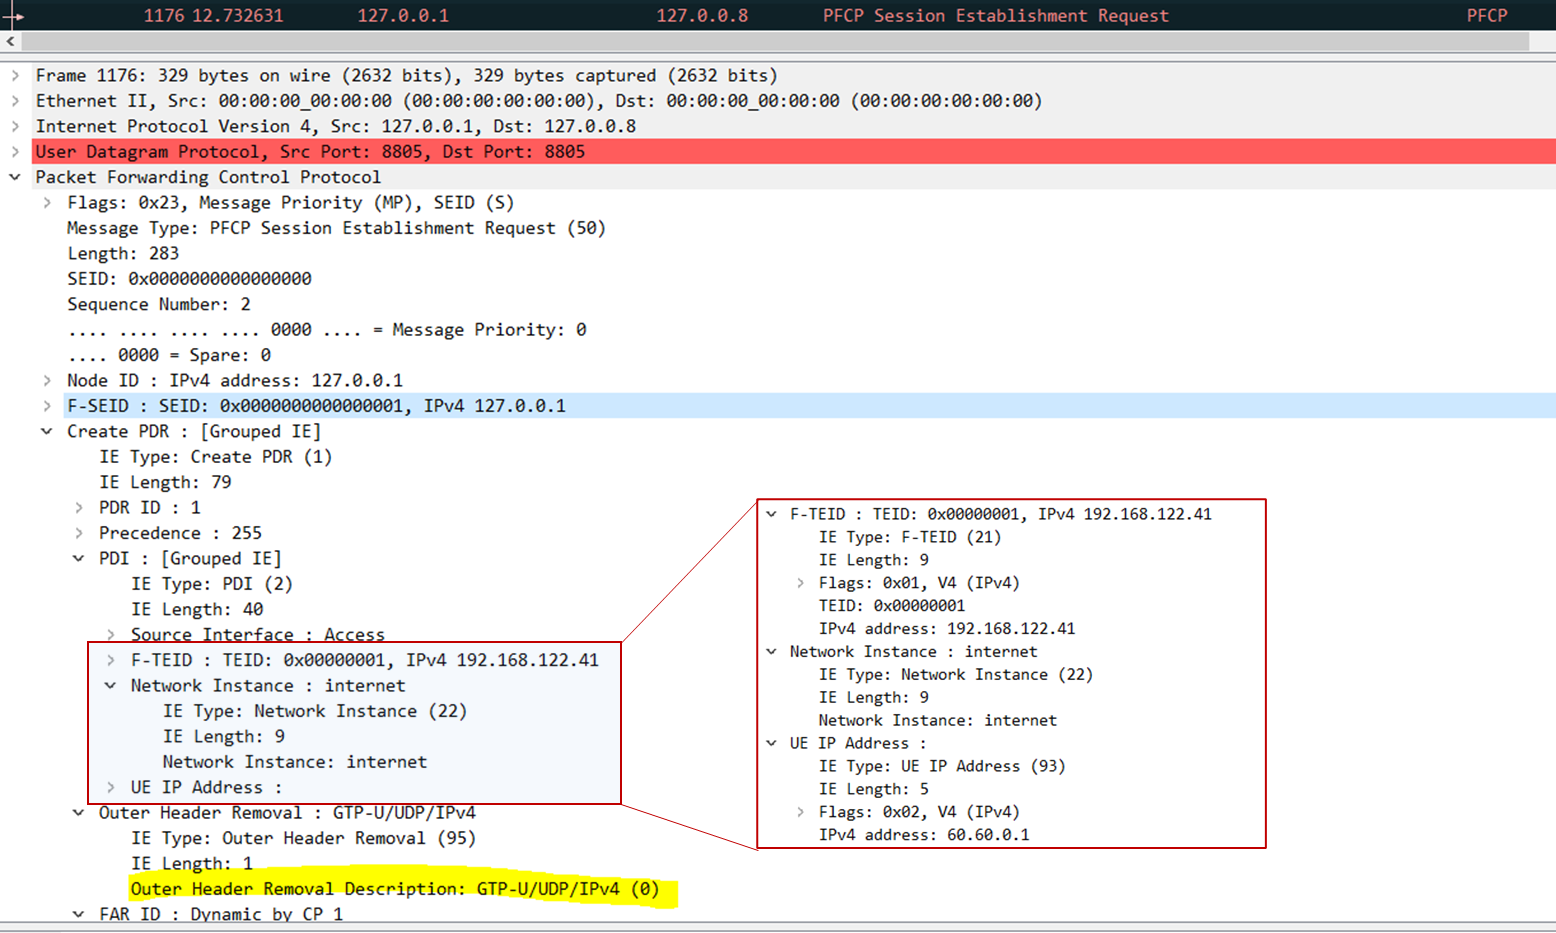 1176 12.732631 127.0.0.1 127.0.0.8 PFCP Session Establishment Request PFCP
Frame 1176: 329 bytes on wire (2632 bits), 329 bytes captured (2632 bits)
Ethernet II, Src: 00:00:00_00:00:00 (00:00:00:00:00:00), Dst: 00:00:00_00:00:00 (00:00:00:00:00:00)
Internet Protocol Version 4, Src: 127.0.0.1, Dst: 127.0.0.8
User Datagram Protocol, Src Port: 8805, Dst Port: 8805
Packet Forwarding Control Protocol
Flags: 0x23, Message Priority (MP), SEID (S)
Message Type: PFCP Session Establishment Request (50)
Length: 283
SEID: 0x0000000000000000
Sequence Number: 2
.... .... .... .... 0000 .... = Message Priority: 0
.... 0000 = Spare: 0
Node ID : IPv4 address: 127.0.0.1
F-SEID : SEID: 0x0000000000000001, IPv4 127.0.0.1
Create PDR : [Grouped IE]
IE Type: Create PDR (1)
IE Length: 79
PDR ID : 1
Precedence : 255
PDI : [Grouped IE]
IE Type: PDI (2)
IE Length: 40
Source Interface : Access
F-TEID : TEID: 0x00000001, IPv4 192.168.122.41
Network Instance : internet
IE Type: Network Instance (22)
IE Length: 9
Network Instance: internet
UE IP Address :
Outer Header Removal : GTP-U/UDP/IPv4
IE Type: Outer Header Removal (95)
IE Length: 1
Outer Header Removal Description: GTP-U/UDP/IPv4 (0)
FAR ID : Dynamic by CP 1
F-TEID : TEID: 0x00000001, IPv4 192.168.122.41
IE Type: F-TEID (21)
IE Length: 9
Flags: 0x01, V4 (IPv4)
TEID: 0x00000001
IPv4 address: 192.168.122.41
Network Instance : internet
IE Type: Network Instance (22)
IE Length: 9
Network Instance: internet
UE IP Address :
IE Type: UE IP Address (93)
IE Length: 5
Flags: 0x02, V4 (IPv4)
IPv4 address: 60.60.0.1